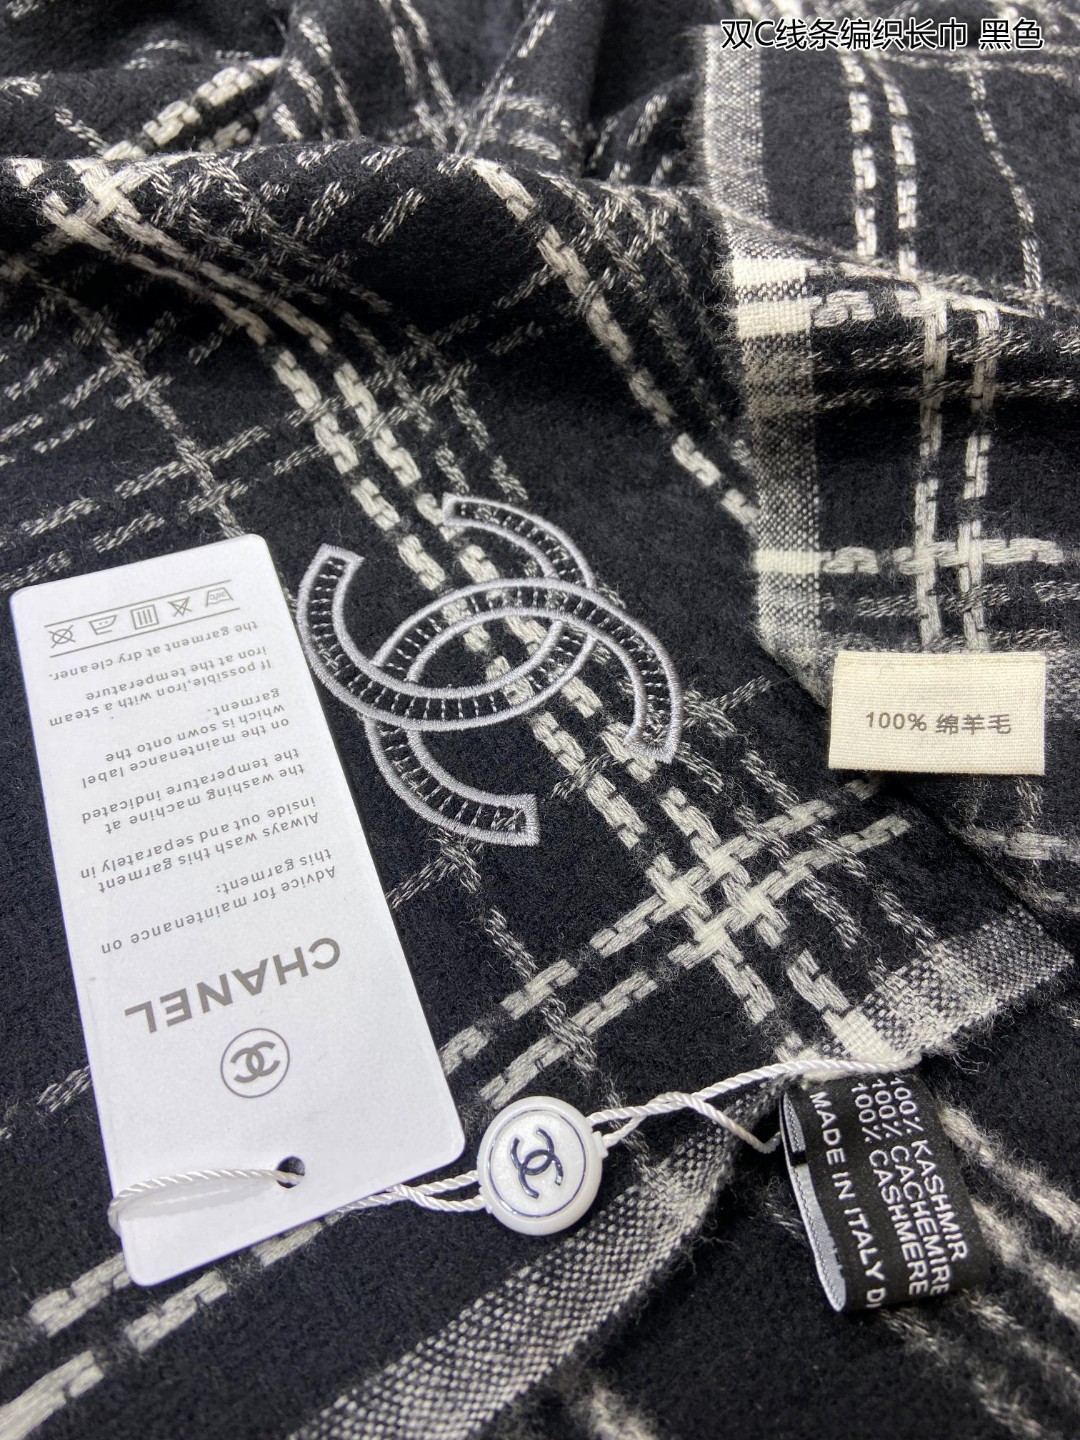 双C线条编织长巾 黑色
100% 绵羊毛
CHANEL
Advice for maintenance on
this garment:
Always wash this garment
inside out and separately in
the washing machine at
the temperature indicated
on the maintenance label
which is sown onto the
garment.
If possible,iron with a steam
iron at the temperature
the garment at dry cleaner.
100% KASHMIR
100% CACHEMIRE
100% CASHMERE
MADE IN ITALY